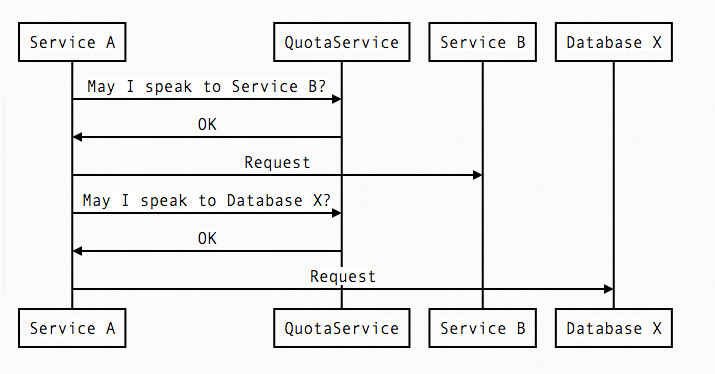 Service A
QuotaService
Service B
Database X
May I speak to Service B?
OK
Request
May I speak to Database X?
OK
Request
Service A
QuotaService
Service B
Database X